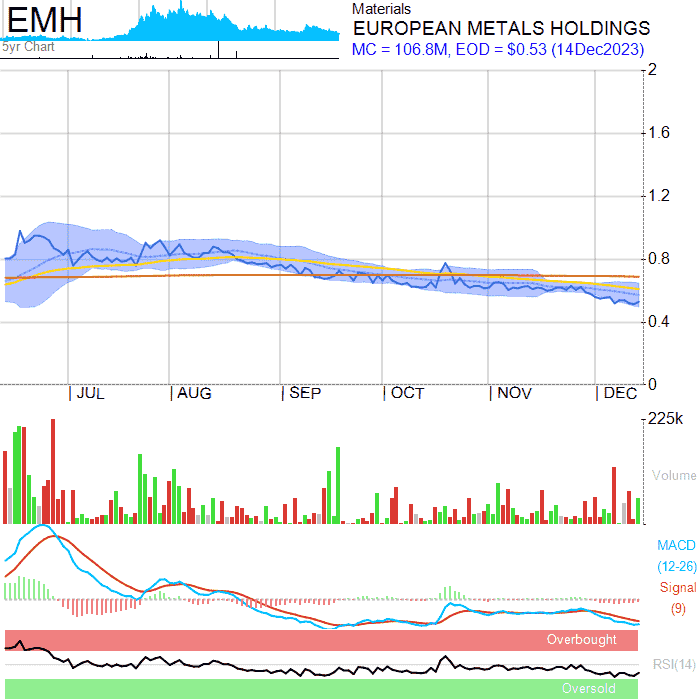 EMH
5yr Chart
Materials
EUROPEAN METALS HOLDINGS
MC = 106.8M, EOD = $0.53 (14Dec2023)
2
1.6
1.2
0.8
0.4
0
JUL AUG SEP OCT NOV DEC
225k
Volume
MACD
(12-26)
Signal
(9)
Overbought
RSI(14)
Oversold